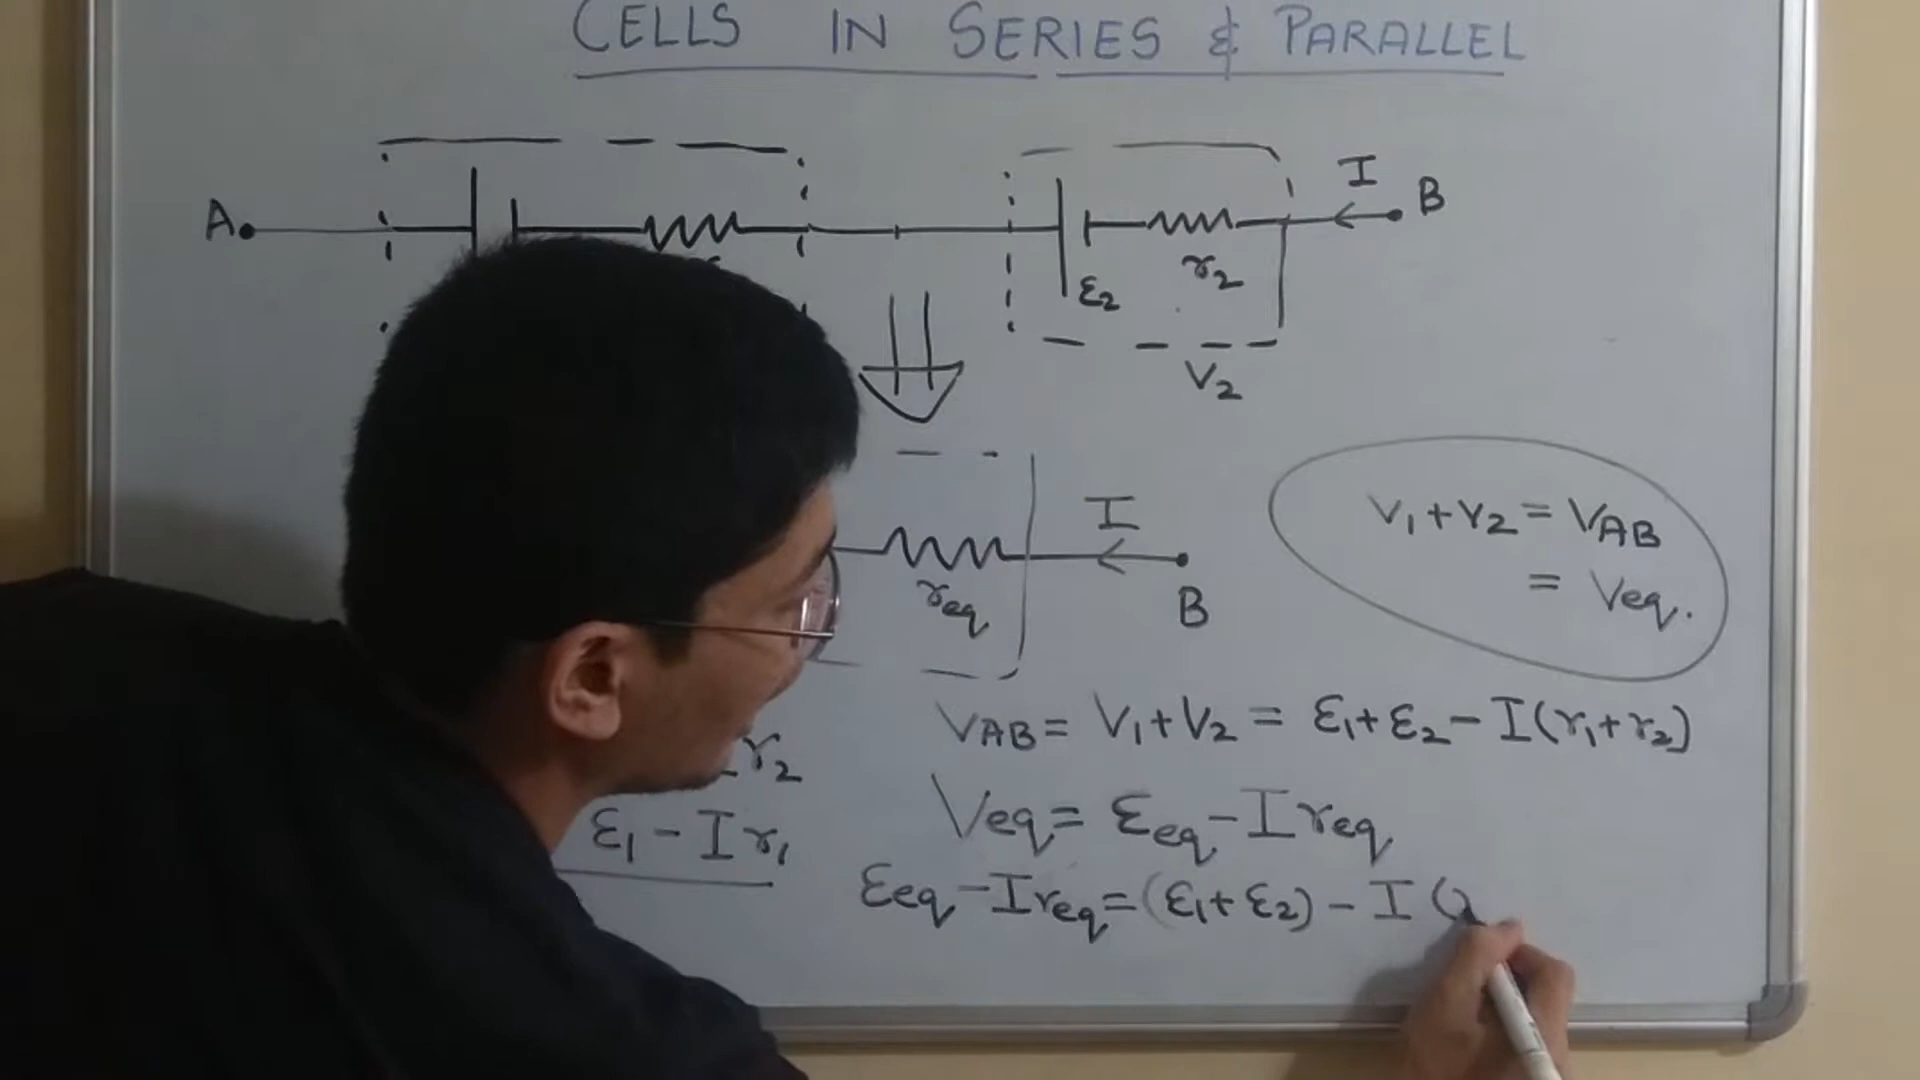 CELLS IN SERIES & PARALLEL
A
I
B
r₂
ε₂
V₂
I
V₁+V₂ = VAB
= Veq.
req
B
VAB = V₁+V₂ = ε₁+ε₂ - I(r₁+r₂)
r₂
Veq = εeq - Ireq
ε₁ - Ir₁
εeq - Ireq = (ε₁+ε₂) - I (